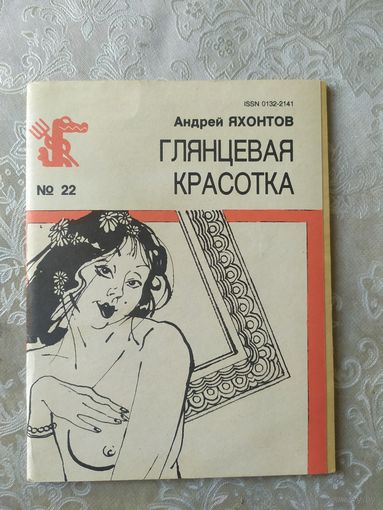 ISSN 0132-2141
Андрей ЯХОНТОВ
ГЛЯНЦЕВАЯ
КРАСОТКА
№ 22